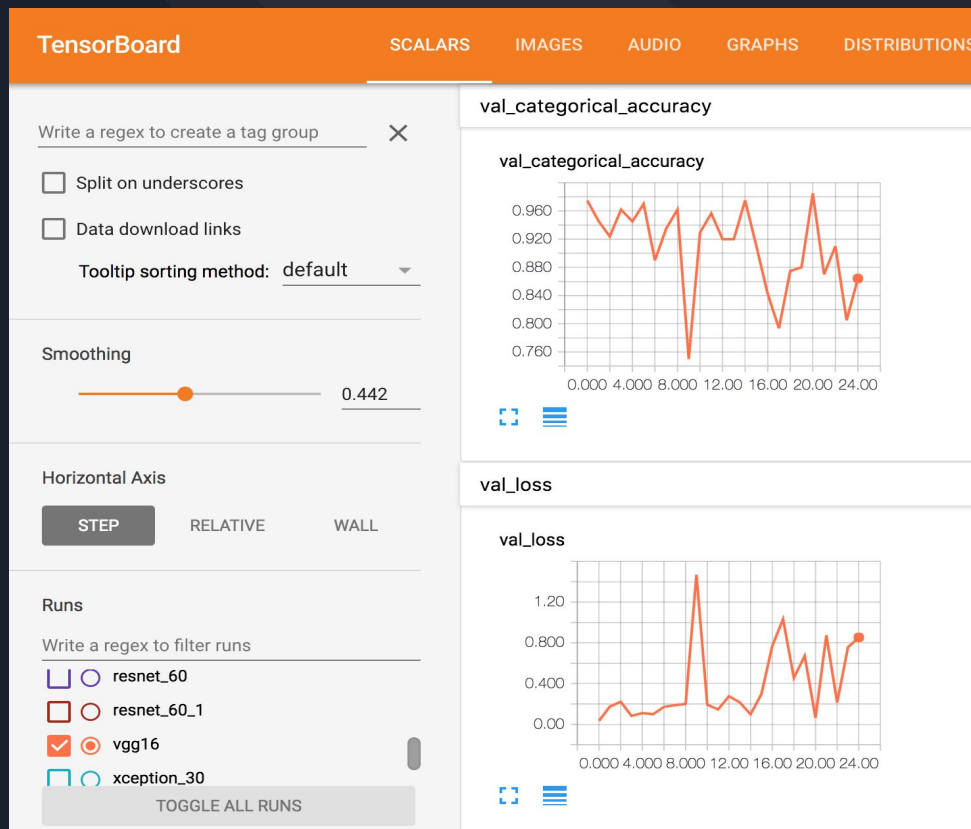 TensorBoard
SCALARS IMAGES AUDIO GRAPHS DISTRIBUTIONS
Write a regex to create a tag group
Split on underscores
Data download links
Tooltip sorting method: default
Smoothing
0.442
Horizontal Axis
STEP RELATIVE WALL
Runs
Write a regex to filter runs
resnet_60
resnet_60_1
vgg16
xception_30
TOGGLE ALL RUNS
val_categorical_accuracy
val_categorical_accuracy
0.960
0.920
0.880
0.840
0.800
0.760
0.000 4.000 8.000 12.00 16.00 20.00 24.00
val_loss
val_loss
1.20
0.800
0.400
0.00
0.000 4.000 8.000 12.00 16.00 20.00 24.00